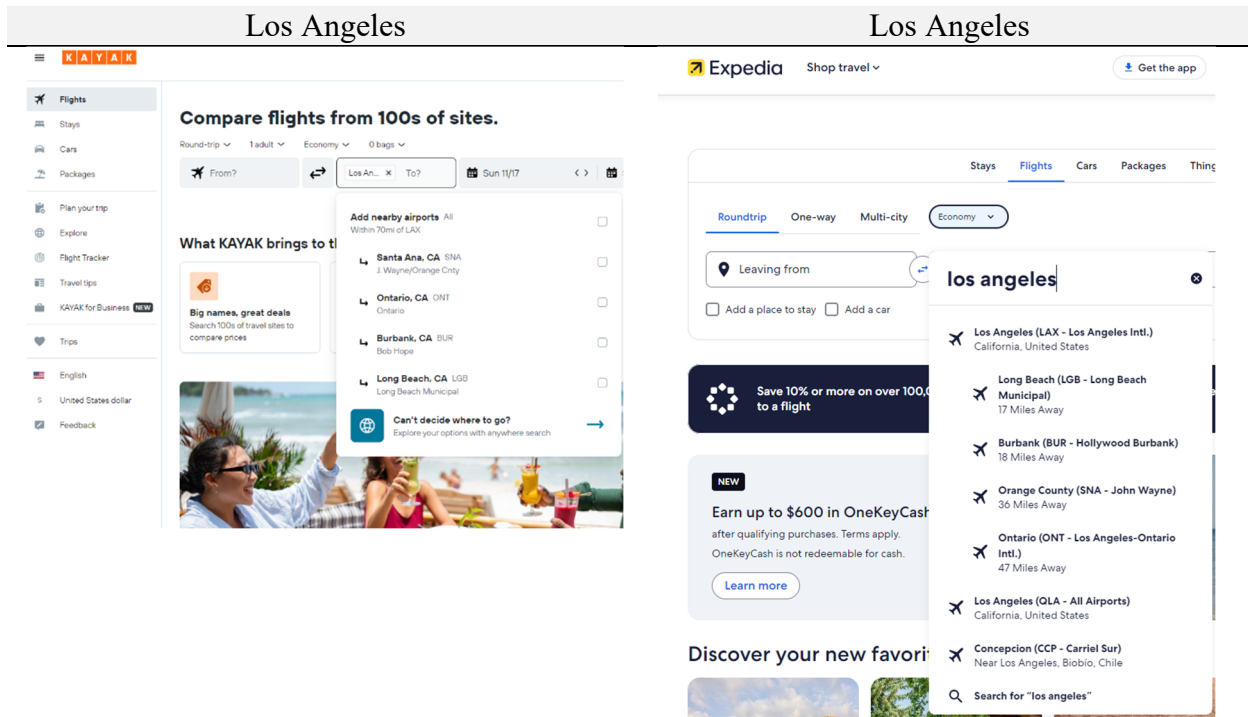 Los Angeles
KAYAK
Flights
Stays
Cars
Packages
Plan your trip
Explore
Flight Tracker
Travel tips
KAYAK for Business NEW
Trips
English
$ United States dollar
Feedback
Compare flights from 100s of sites.
Round-trip 1 adult Economy 0 bags
From? Los An... × To? Sun 11/17
Add nearby airports All
Within 70mi of LAX
Santa Ana, CA SNA
J. Wayne/Orange Cnty
Ontario, CA ONT
Ontario
Burbank, CA BUR
Bob Hope
Long Beach, CA LGB
Long Beach Municipal
Can't decide where to go?
Explore your options with anywhere search
What KAYAK brings to t
Big names, great deals
Search 100s of travel sites to
compare prices
Los Angeles
Expedia Shop travel Get the app
Stays Flights Cars Packages Thing
Roundtrip One-way Multi-city Economy
Leaving from
Add a place to stay Add a car
los angeles
Los Angeles (LAX - Los Angeles Intl.)
California, United States
Long Beach (LGB - Long Beach
Municipal)
17 Miles Away
Burbank (BUR - Hollywood Burbank)
18 Miles Away
Orange County (SNA - John Wayne)
36 Miles Away
Ontario (ONT - Los Angeles-Ontario
Intl.)
47 Miles Away
Los Angeles (QLA - All Airports)
California, United States
Concepcion (CCP - Carriel Sur)
Near Los Angeles, Biobío, Chile
Search for "los angeles"
Save 10% or more on over 100,0
to a flight
NEW
Earn up to $600 in OneKeyCash
after qualifying purchases. Terms apply.
OneKeyCash is not redeemable for cash.
Learn more
Discover your new favori